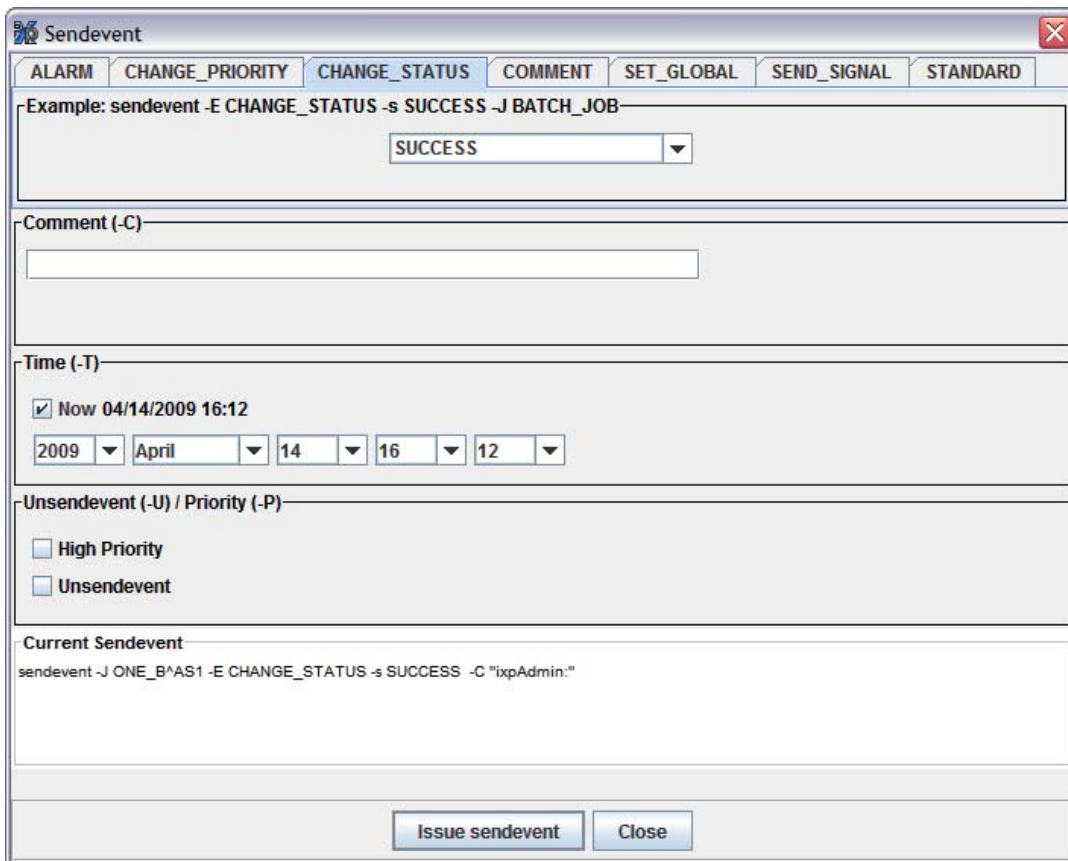 Sendevent
ALARM CHANGE_PRIORITY CHANGE_STATUS COMMENT SET_GLOBAL SEND_SIGNAL STANDARD
Example: sendevent -E CHANGE_STATUS -s SUCCESS -J BATCH_JOB
SUCCESS
Comment (-C)
Time (-T)
Now 04/14/2009 16:12
2009 April 14 16 12
Unsendevent (-U) / Priority (-P)
High Priority
Unsendevent
Current Sendevent
sendevent -J ONE_B^AS1 -E CHANGE_STATUS -s SUCCESS -C "ixpAdmin:"
Issue sendevent Close